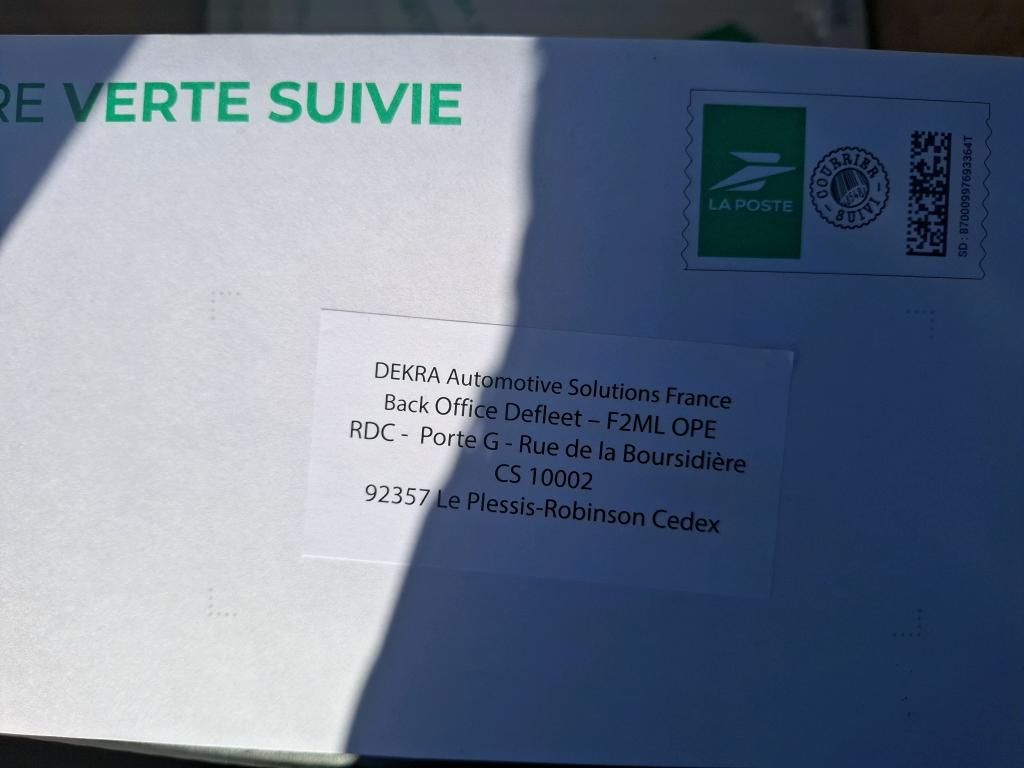 RE VERTE SUIVIE
LA POSTE
COURRIER
SUIVI
SD : 87000997693364T
DEKRA Automotive Solutions France
Back Office Defleet – F2ML OPE
RDC - Porte G - Rue de la Boursidière
CS 10002
92357 Le Plessis-Robinson Cedex